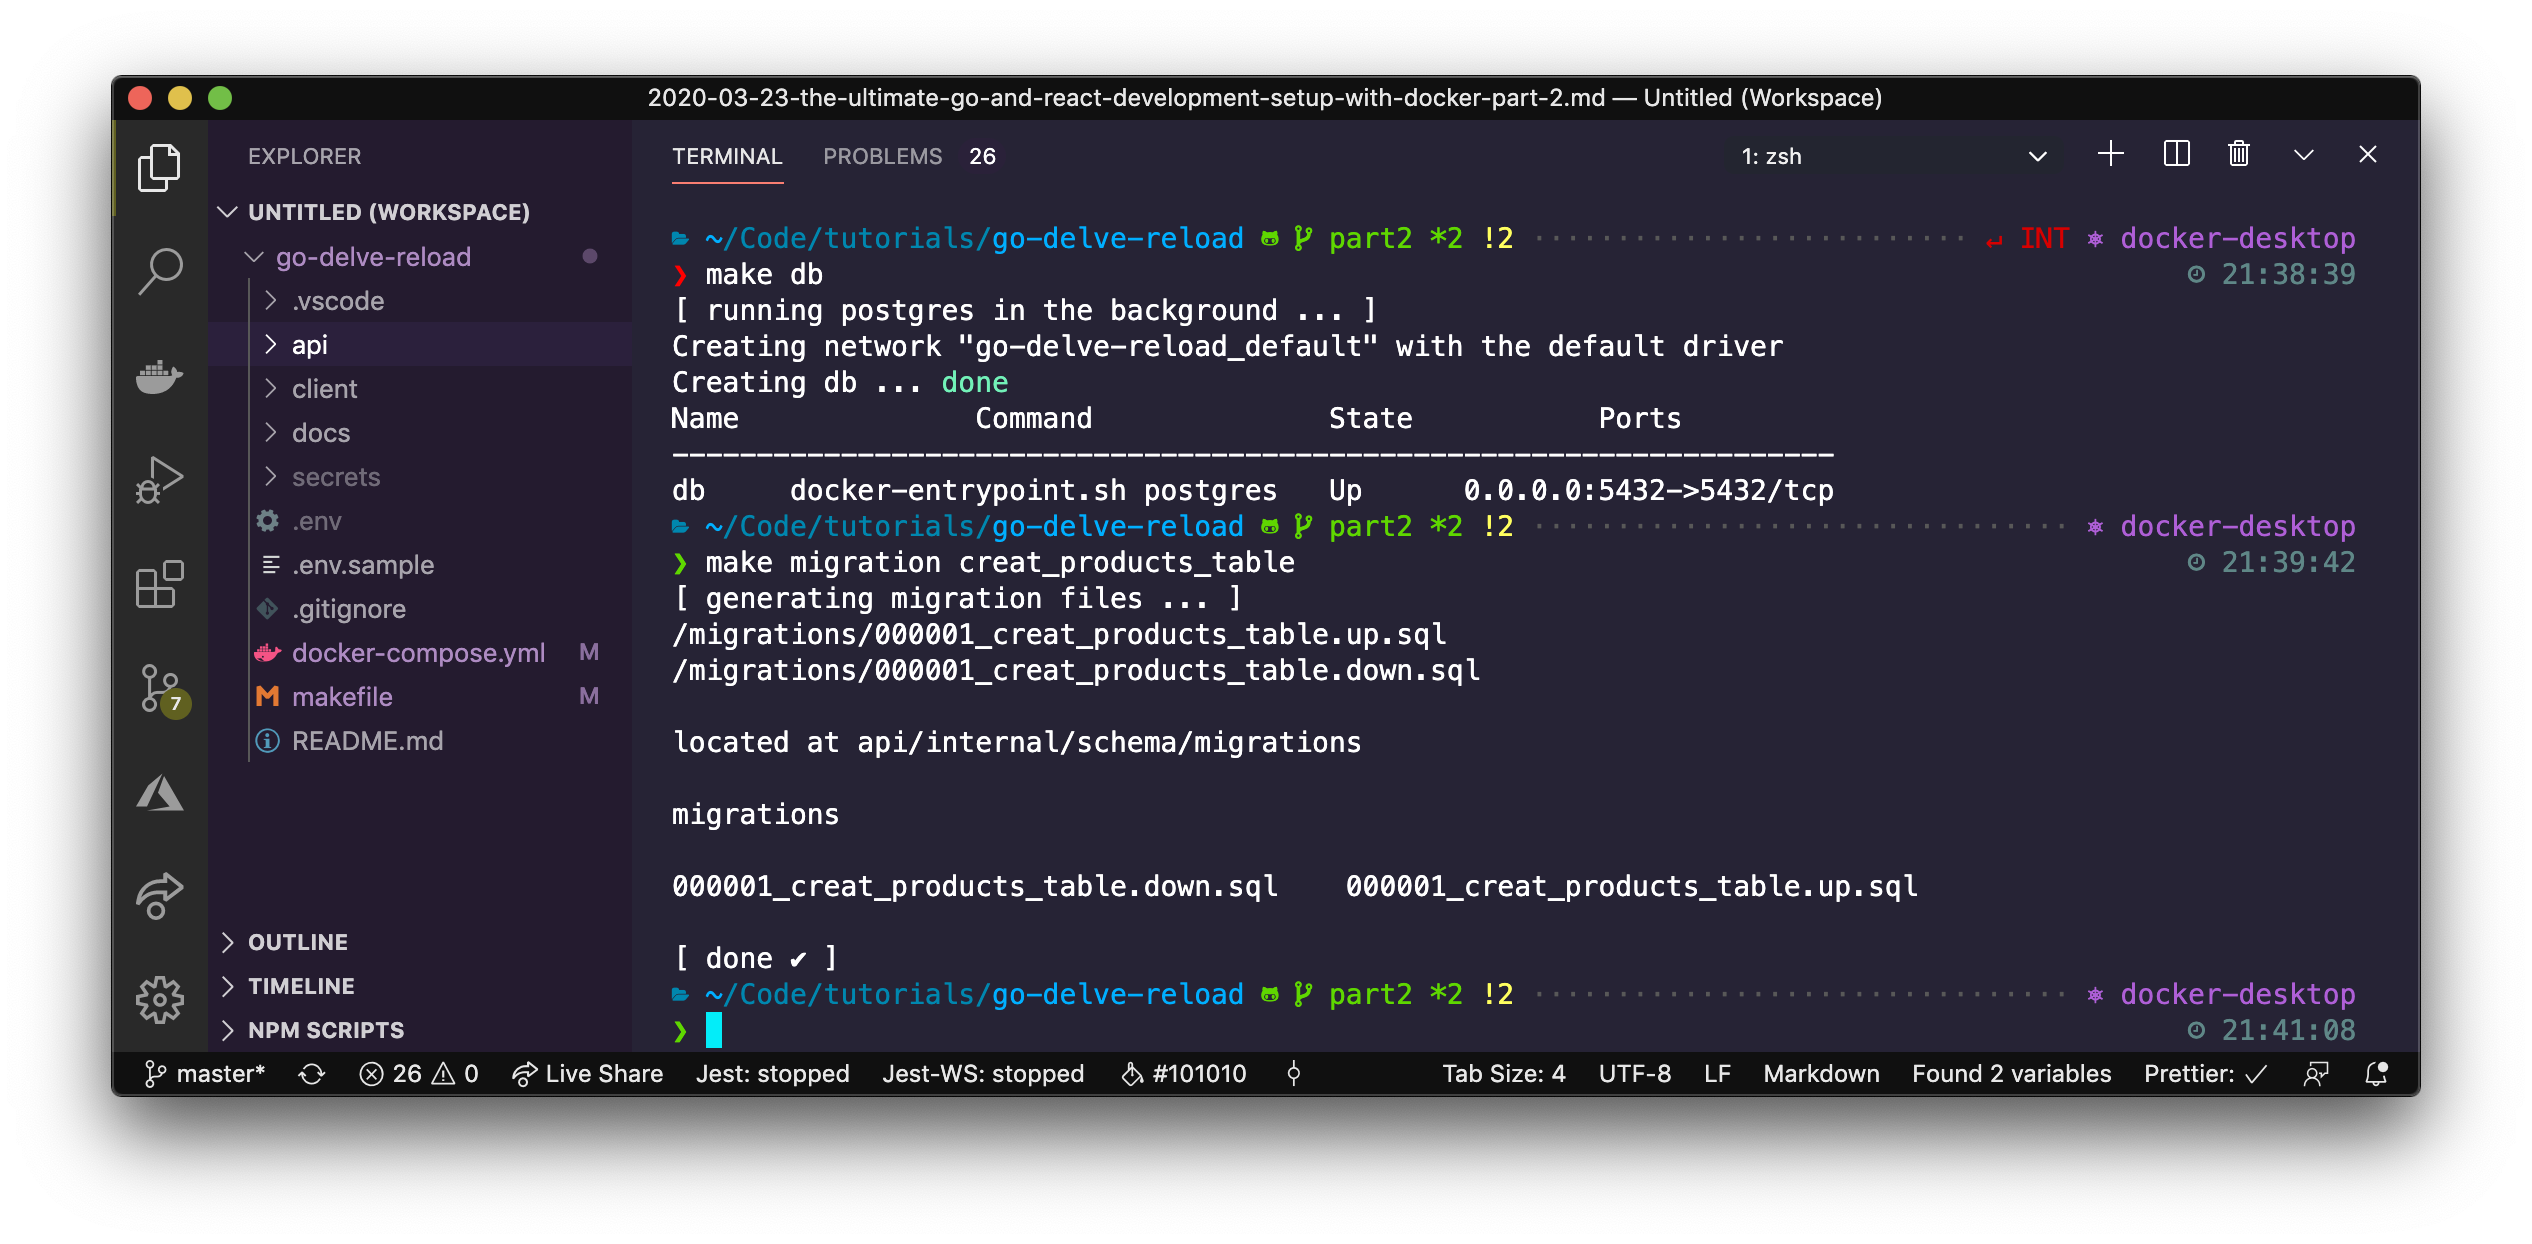 2020-03-23-the-ultimate-go-and-react-development-setup-with-docker-part-2.md — Untitled (Workspace)
EXPLORER
UNTITLED (WORKSPACE)
go-delve-reload
.vscode
api
client
docs
secrets
.env
.env.sample
.gitignore
docker-compose.yml M
makefile M
README.md
OUTLINE
TIMELINE
NPM SCRIPTS
7
TERMINAL PROBLEMS 26 1: zsh
~/Code/tutorials/go-delve-reload part2 *2 !2 ↵ INT ⎈ docker-desktop
❯ make db 21:38:39
[ running postgres in the background ... ]
Creating network "go-delve-reload_default" with the default driver
Creating db ... done
Name Command State Ports
---------------------------------------------------------------------
db docker-entrypoint.sh postgres Up 0.0.0.0:5432->5432/tcp
~/Code/tutorials/go-delve-reload part2 *2 !2 ⎈ docker-desktop
❯ make migration creat_products_table 21:39:42
[ generating migration files ... ]
/migrations/000001_creat_products_table.up.sql
/migrations/000001_creat_products_table.down.sql
located at api/internal/schema/migrations
migrations
000001_creat_products_table.down.sql 000001_creat_products_table.up.sql
[ done ✔ ]
~/Code/tutorials/go-delve-reload part2 *2 !2 ⎈ docker-desktop
❯ 21:41:08
master* 26 0 Live Share Jest: stopped Jest-WS: stopped #101010 Tab Size: 4 UTF-8 LF Markdown Found 2 variables Prettier: ✓